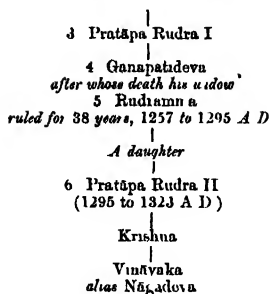 3 Pratāpa Rudra I
4 Ganapatideva
after whose death his widow
5 Rudramna
ruled for 38 years, 1257 to 1295 A D
A daughter
6 Pratāpa Rudra II
(1295 to 1323 A D)
Krishna
Vināyaka
alias Nāgadeva